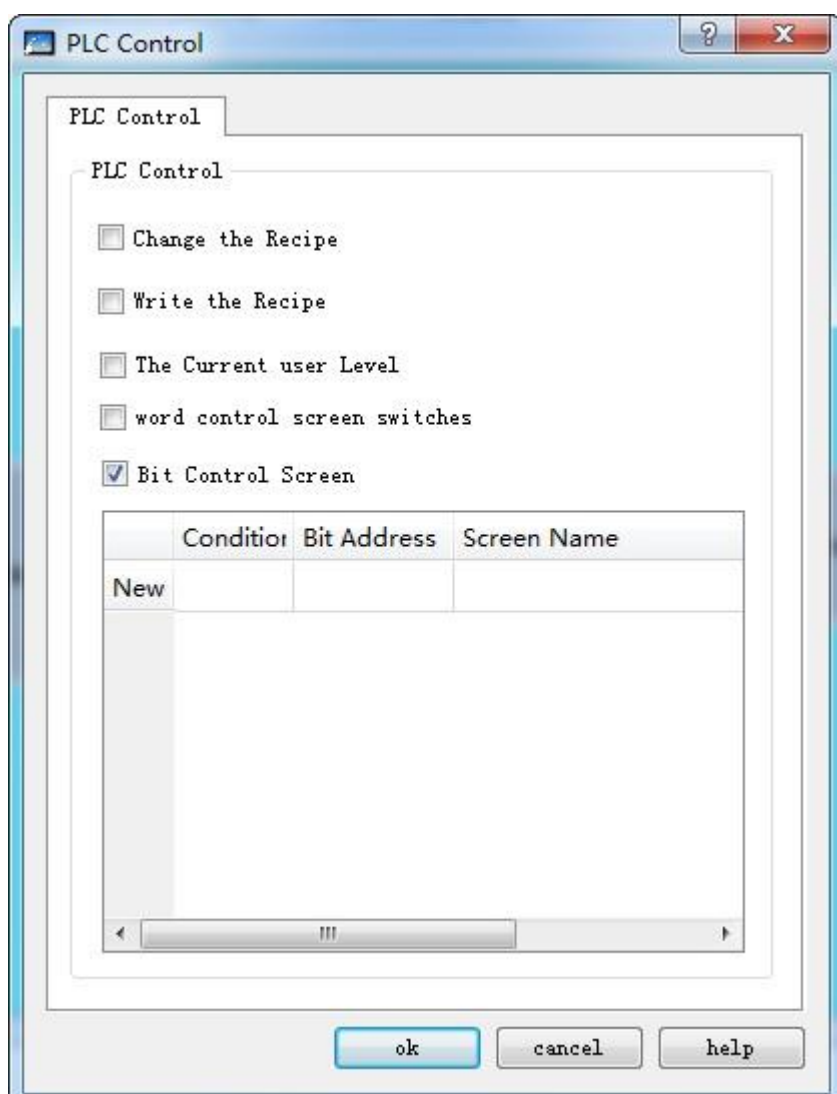 PLC Control
PLC Control
PLC Control
Change the Recipe
Write the Recipe
The Current user Level
word control screen switches
Bit Control Screen
Condition Bit Address Screen Name
New
ok cancel help